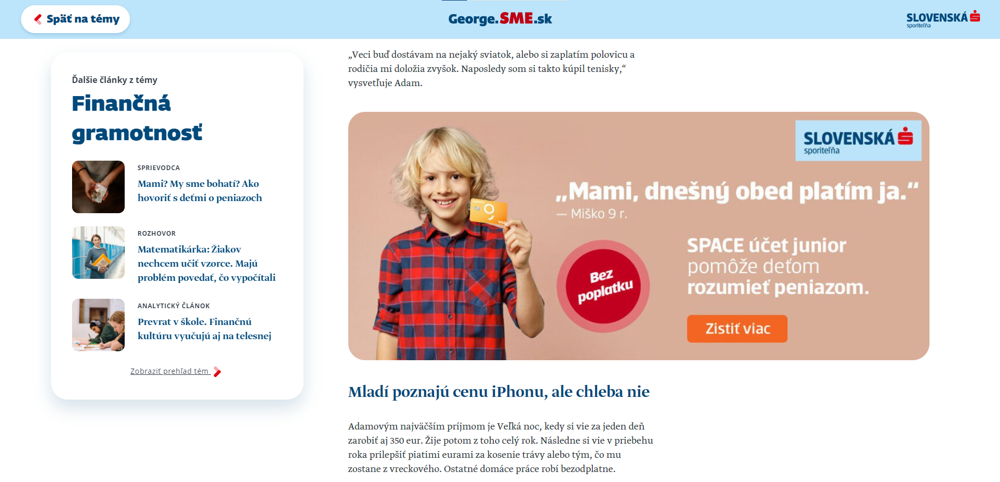 Späť na témy
George.SME.sk
SLOVENSKÁ
sporiteľňa
Ďalšie články z témy
Finančná
gramotnosť
SPRIEVODCA
Mami? My sme bohatí? Ako
hovoriť s deťmi o peniazoch
ROZHOVOR
Matematikárka: Žiakov
nechcem učiť vzorce. Majú
problém povedať, čo vypočítali
ANALYTICKÝ ČLÁNOK
Prevrat v škole. Finančnú
kultúru vyučujú aj na telesnej
Zobraziť prehľad tém
„Veci buď dostávam na nejaký sviatok, alebo si zaplatím polovicu a
rodičia mi doložia zvyšok. Naposledy som si takto kúpil tenisky,“
vysvetľuje Adam.
SLOVENSKÁ
sporiteľňa
„Mami, dnešný obed platím ja.“
— Miško 9 r.
SPACE účet junior
pomôže deťom
rozumieť peniazom.
Bez
poplatku
Zistiť viac
VISA
Mladí poznajú cenu iPhonu, ale chleba nie
Adamovým najväčším príjmom je Veľká noc, kedy si vie za jeden deň
zarobiť aj 350 eur. Žije potom z toho celý rok. Následne si vie v priebehu
roka prilepšiť piatimi eurami za kosenie trávy alebo tým, čo mu
zostane z vreckového. Ostatné domáce práce robí bezodplatne.